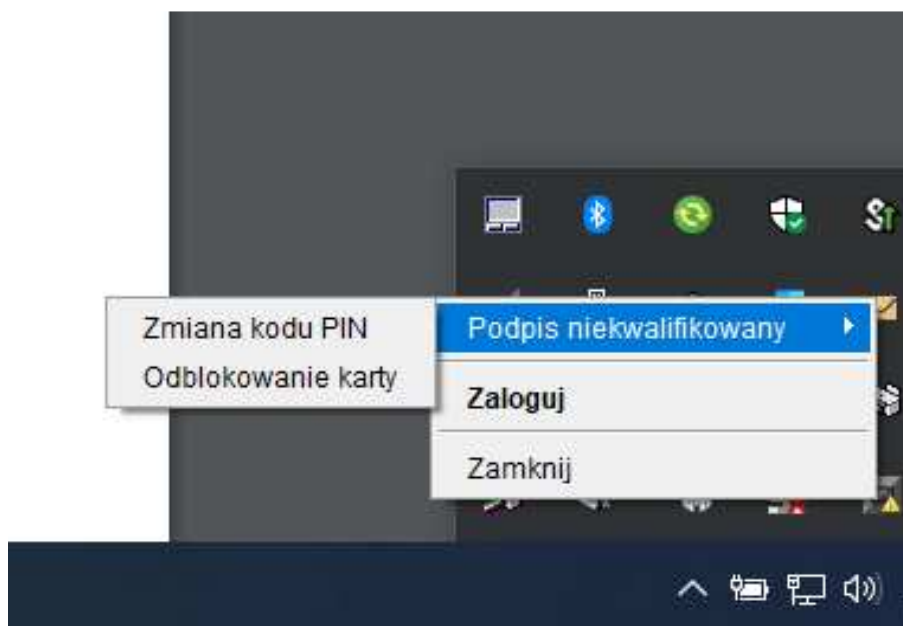 Zmiana kodu PIN
Odblokowanie karty
Podpis niekwalifikowany
Zaloguj
Zamknij